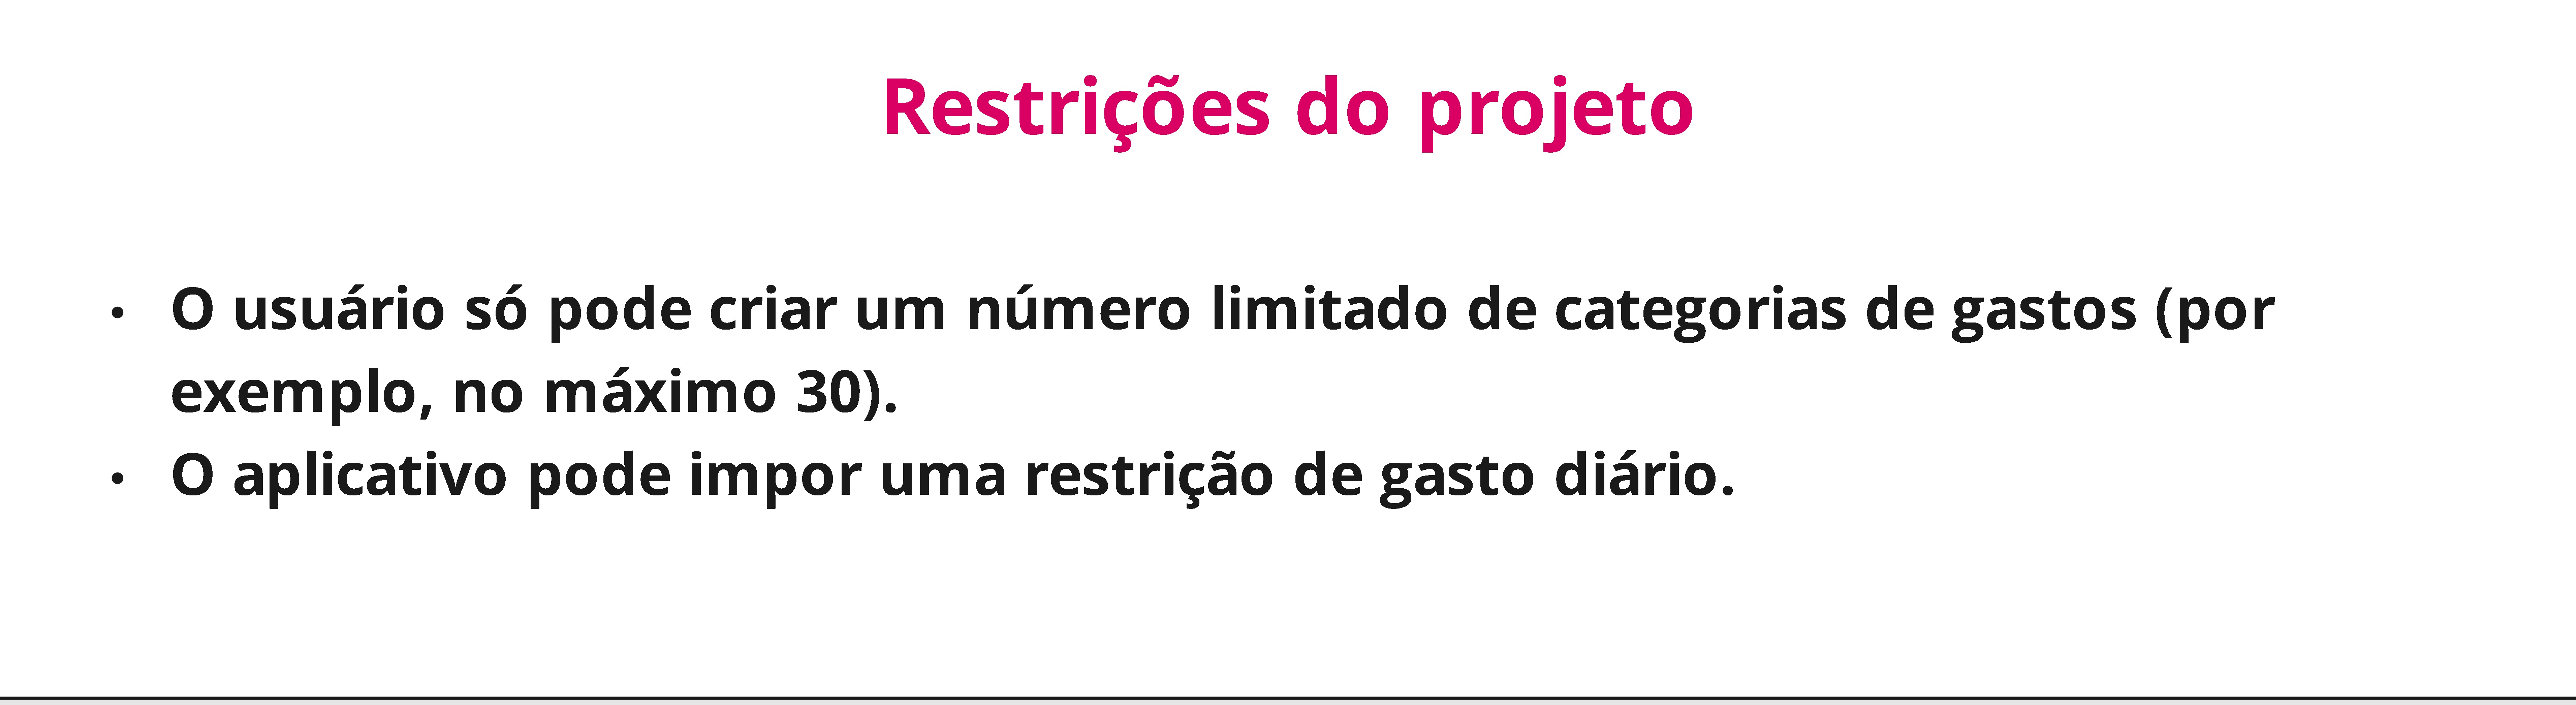 Restrições do projeto
• O usuário só pode criar um número limitado de categorias de gastos (por
exemplo, no máximo 30).
• O aplicativo pode impor uma restrição de gasto diário.